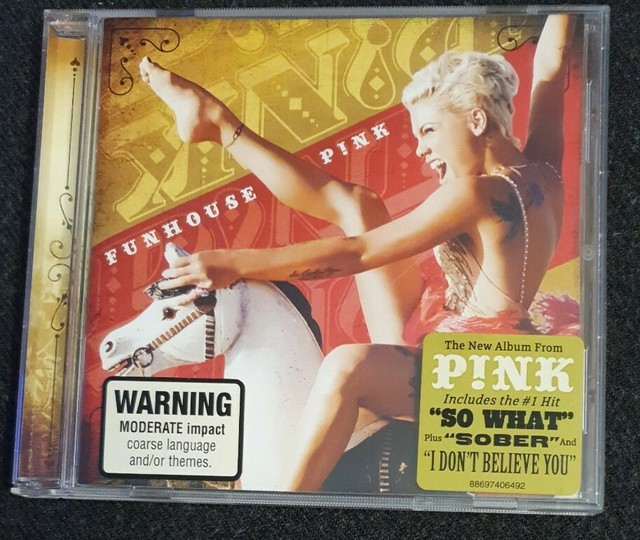 P!NK
FUNHOUSE P!NK
WARNING
MODERATE impact
coarse language
and/or themes.
The New Album From
P!NK
Includes the #1 Hit
"SO WHAT"
Plus "SOBER" And
"I DON'T BELIEVE YOU"
88697406492